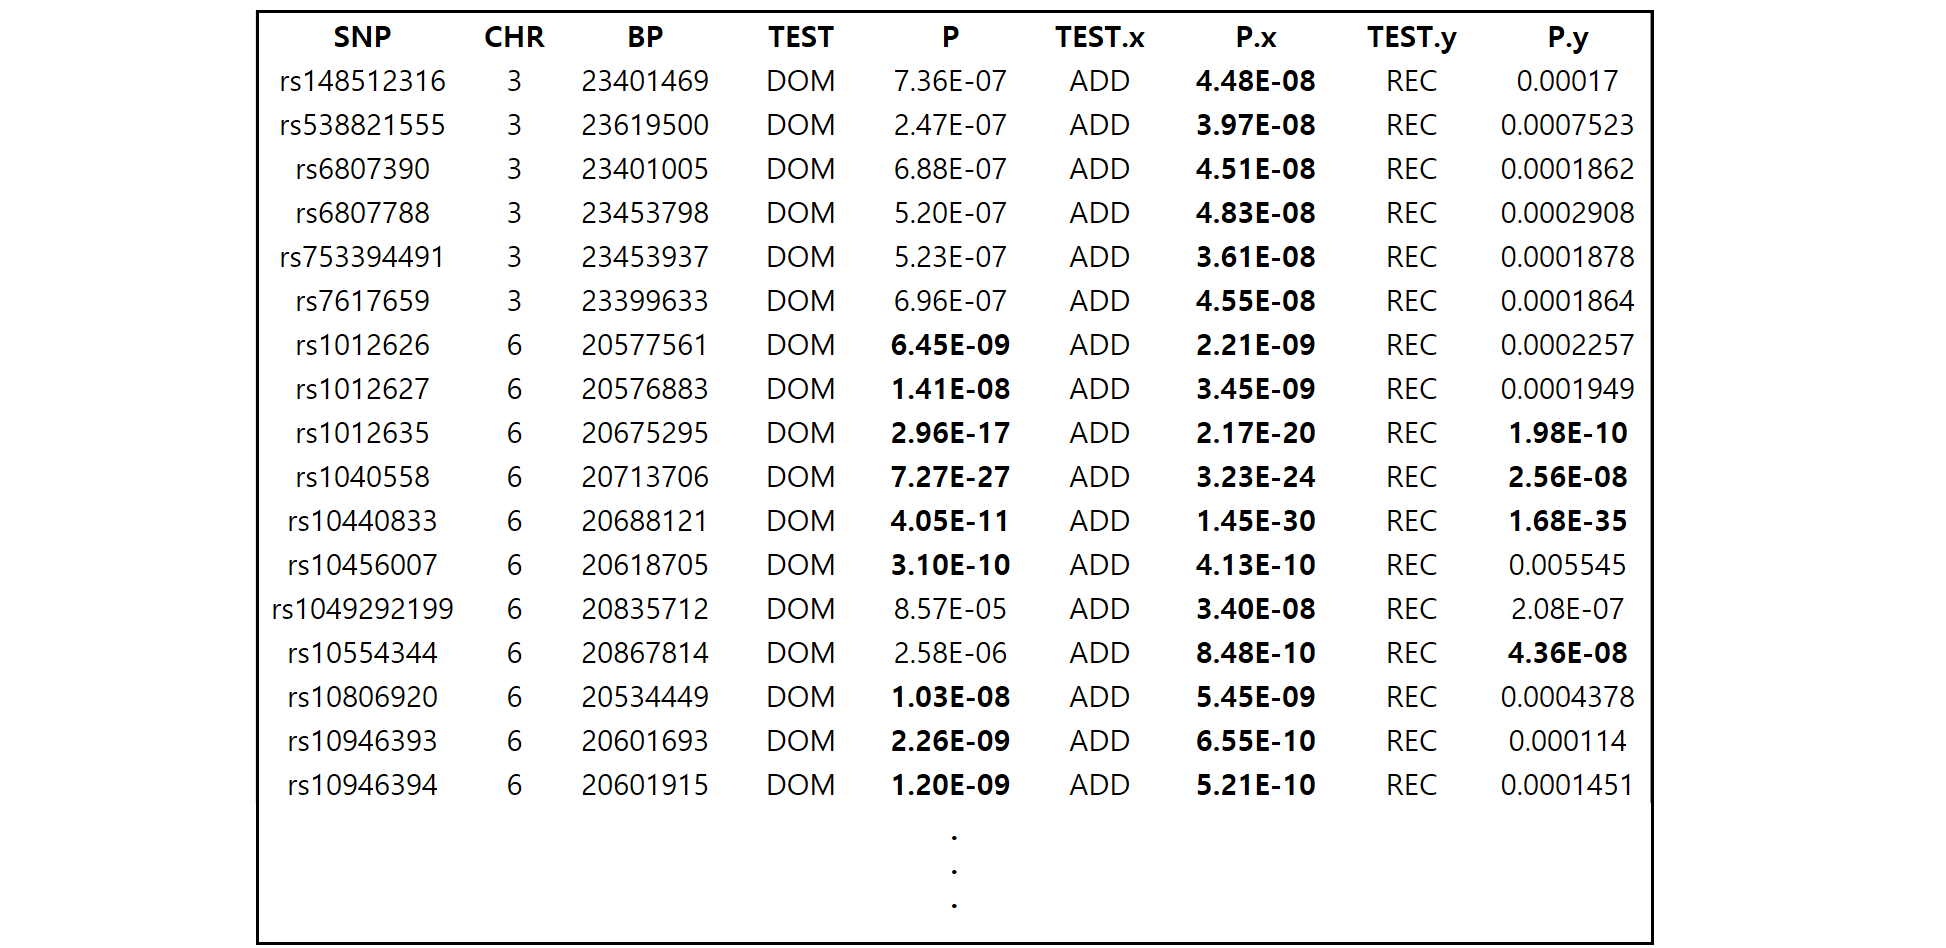 SNP CHR BP TEST P TEST.x P.x TEST.y P.y
rs148512316 3 23401469 DOM 7.36E-07 ADD 4.48E-08 REC 0.00017
rs538821555 3 23619500 DOM 2.47E-07 ADD 3.97E-08 REC 0.0007523
rs6807390 3 23401005 DOM 6.88E-07 ADD 4.51E-08 REC 0.0001862
rs6807788 3 23453798 DOM 5.20E-07 ADD 4.83E-08 REC 0.0002908
rs753394491 3 23453937 DOM 5.23E-07 ADD 3.61E-08 REC 0.0001878
rs7617659 3 23399633 DOM 6.96E-07 ADD 4.55E-08 REC 0.0001864
rs1012626 6 20577561 DOM 6.45E-09 ADD 2.21E-09 REC 0.0002257
rs1012627 6 20576883 DOM 1.41E-08 ADD 3.45E-09 REC 0.0001949
rs1012635 6 20675295 DOM 2.96E-17 ADD 2.17E-20 REC 1.98E-10
rs1040558 6 20713706 DOM 7.27E-27 ADD 3.23E-24 REC 2.56E-08
rs10440833 6 20688121 DOM 4.05E-11 ADD 1.45E-30 REC 1.68E-35
rs10456007 6 20618705 DOM 3.10E-10 ADD 4.13E-10 REC 0.005545
rs1049292199 6 20835712 DOM 8.57E-05 ADD 3.40E-08 REC 2.08E-07
rs10554344 6 20867814 DOM 2.58E-06 ADD 8.48E-10 REC 4.36E-08
rs10806920 6 20534449 DOM 1.03E-08 ADD 5.45E-09 REC 0.0004378
rs10946393 6 20601693 DOM 2.26E-09 ADD 6.55E-10 REC 0.000114
rs10946394 6 20601915 DOM 1.20E-09 ADD 5.21E-10 REC 0.0001451
.
.
.